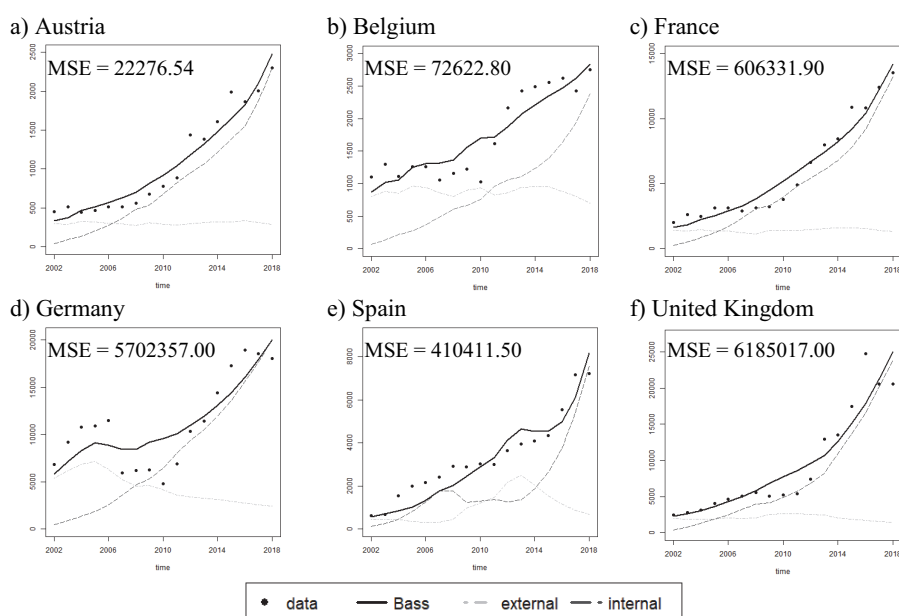 a) Austria
b) Belgium
c) France
MSE = 22276.54
MSE = 72622.80
MSE = 606331.90
0 500 1000 1500 2000 2500
0 500 1000 1500 2000 2500 3000
0 5000 10000 15000
2002 2006 2010 2014 2018
2002 2006 2010 2014 2018
2002 2006 2010 2014 2018
time
time
time
d) Germany
e) Spain
f) United Kingdom
MSE = 5702357.00
MSE = 410411.50
MSE = 6185017.00
0 5000 10000 15000 20000
0 2000 4000 6000 8000
0 5000 10000 15000 20000 25000
2002 2006 2010 2014 2018
2002 2006 2010 2014 2018
2002 2006 2010 2014 2018
time
time
time
data Bass external internal